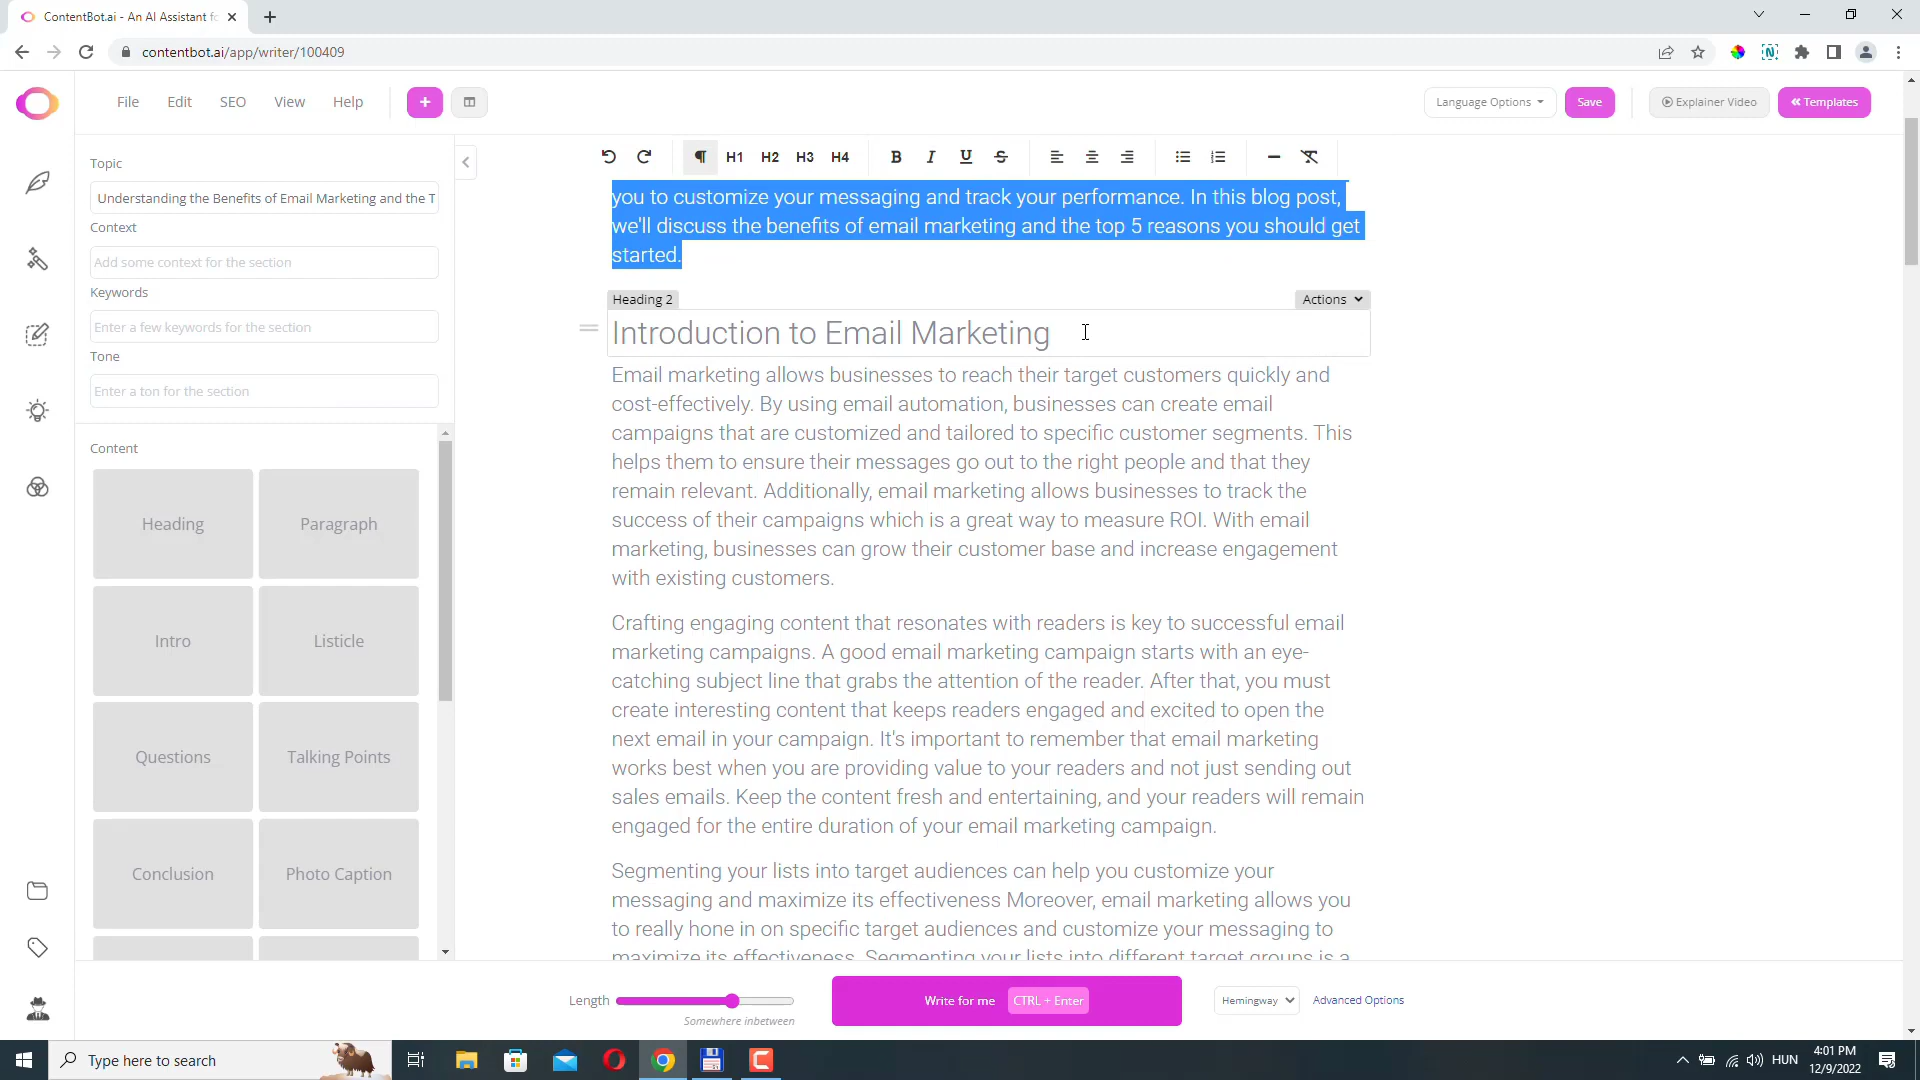 ContentBot.ai - An AI Assistant fo
contentbot.ai/app/writer/100409
File Edit SEO View Help
+
Language Options
Save
Explainer Video
« Templates
Topic
Understanding the Benefits of Email Marketing and the T
Context
Add some context for the section
Keywords
Enter a few keywords for the section
Tone
Enter a ton for the section
Content
Heading
Paragraph
Intro
Listicle
Questions
Talking Points
Conclusion
Photo Caption
¶ H1 H2 H3 H4 B I U S
you to customize your messaging and track your performance. In this blog post,
we'll discuss the benefits of email marketing and the top 5 reasons you should get
started.
Heading 2
Actions
Introduction to Email Marketing
Email marketing allows businesses to reach their target customers quickly and
cost-effectively. By using email automation, businesses can create email
campaigns that are customized and tailored to specific customer segments. This
helps them to ensure their messages go out to the right people and that they
remain relevant. Additionally, email marketing allows businesses to track the
success of their campaigns which is a great way to measure ROI. With email
marketing, businesses can grow their customer base and increase engagement
with existing customers.
Crafting engaging content that resonates with readers is key to successful email
marketing campaigns. A good email marketing campaign starts with an eye-
catching subject line that grabs the attention of the reader. After that, you must
create interesting content that keeps readers engaged and excited to open the
next email in your campaign. It's important to remember that email marketing
works best when you are providing value to your readers and not just sending out
sales emails. Keep the content fresh and entertaining, and your readers will remain
engaged for the entire duration of your email marketing campaign.
Segmenting your lists into target audiences can help you customize your
messaging and maximize its effectiveness Moreover, email marketing allows you
to really hone in on specific target audiences and customize your messaging to
maximize its effectiveness. Segmenting your lists into different target groups is a
Length
Somewhere inbetween
Write for me CTRL + Enter
Hemingway
Advanced Options
Type here to search
HUN
4:01 PM
12/9/2022